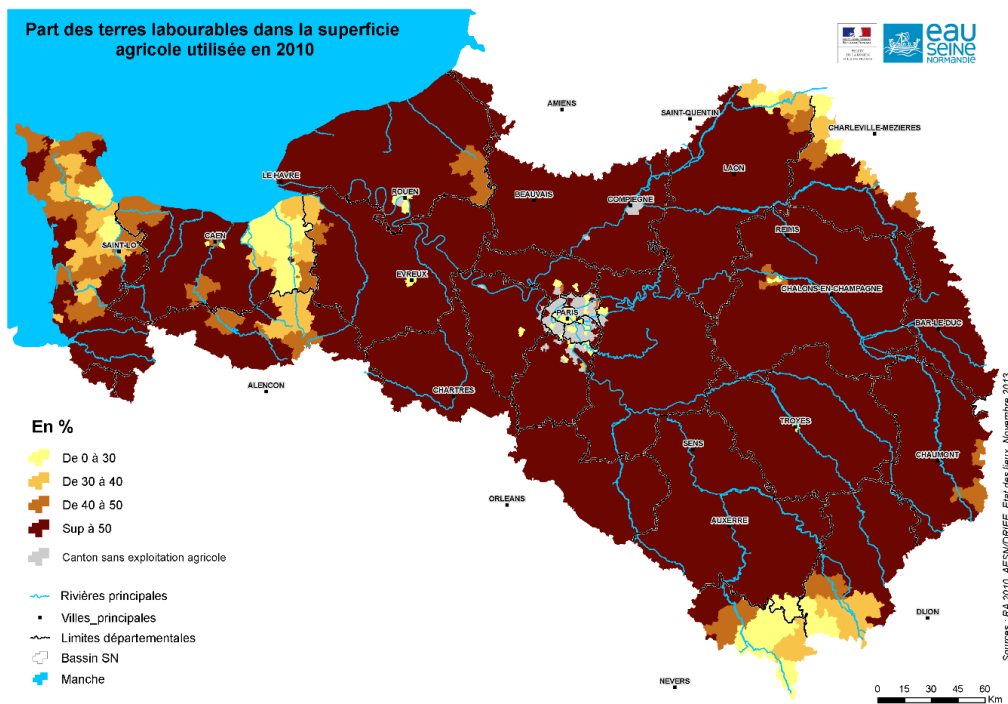 Part des terres labourables dans la superficie
agricole utilisée en 2010
eau
SEINE
NORMANDIE
AMIENS
SAINT-QUENTIN
CHARLEVILLE-MEZIERES
LAON
LE HAVRE
ROUEN
BEAUVAIS
COMPIEGNE
REIMS
CAEN
SAINT-LO
EVREUX
CHALONS-EN-CHAMPAGNE
PARIS
BAR-LE-DUC
ALENCON
CHARTRES
TROYES
SENS
CHAUMONT
ORLEANS
AUXERRE
DIJON
NEVERS
En %
De 0 à 30
De 30 à 40
De 40 à 50
Sup à 50
Canton sans exploitation agricole
Rivières principales
Villes_principales
Limites départementales
Bassin SN
Manche
0 15 30 45 60
Km
Sources : RA 2010, AESN/DRIEE, Etat des lieux, Novembre 2013